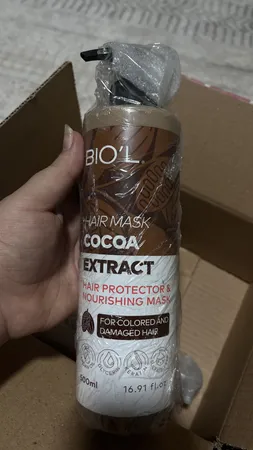 BIO'L
HAIR MASK
COCOA
EXTRACT
HAIR PROTECTOR &
NOURISHING MASK
FOR COLORED AND
DAMAGED HAIR
500ml 16.91 fl.oz